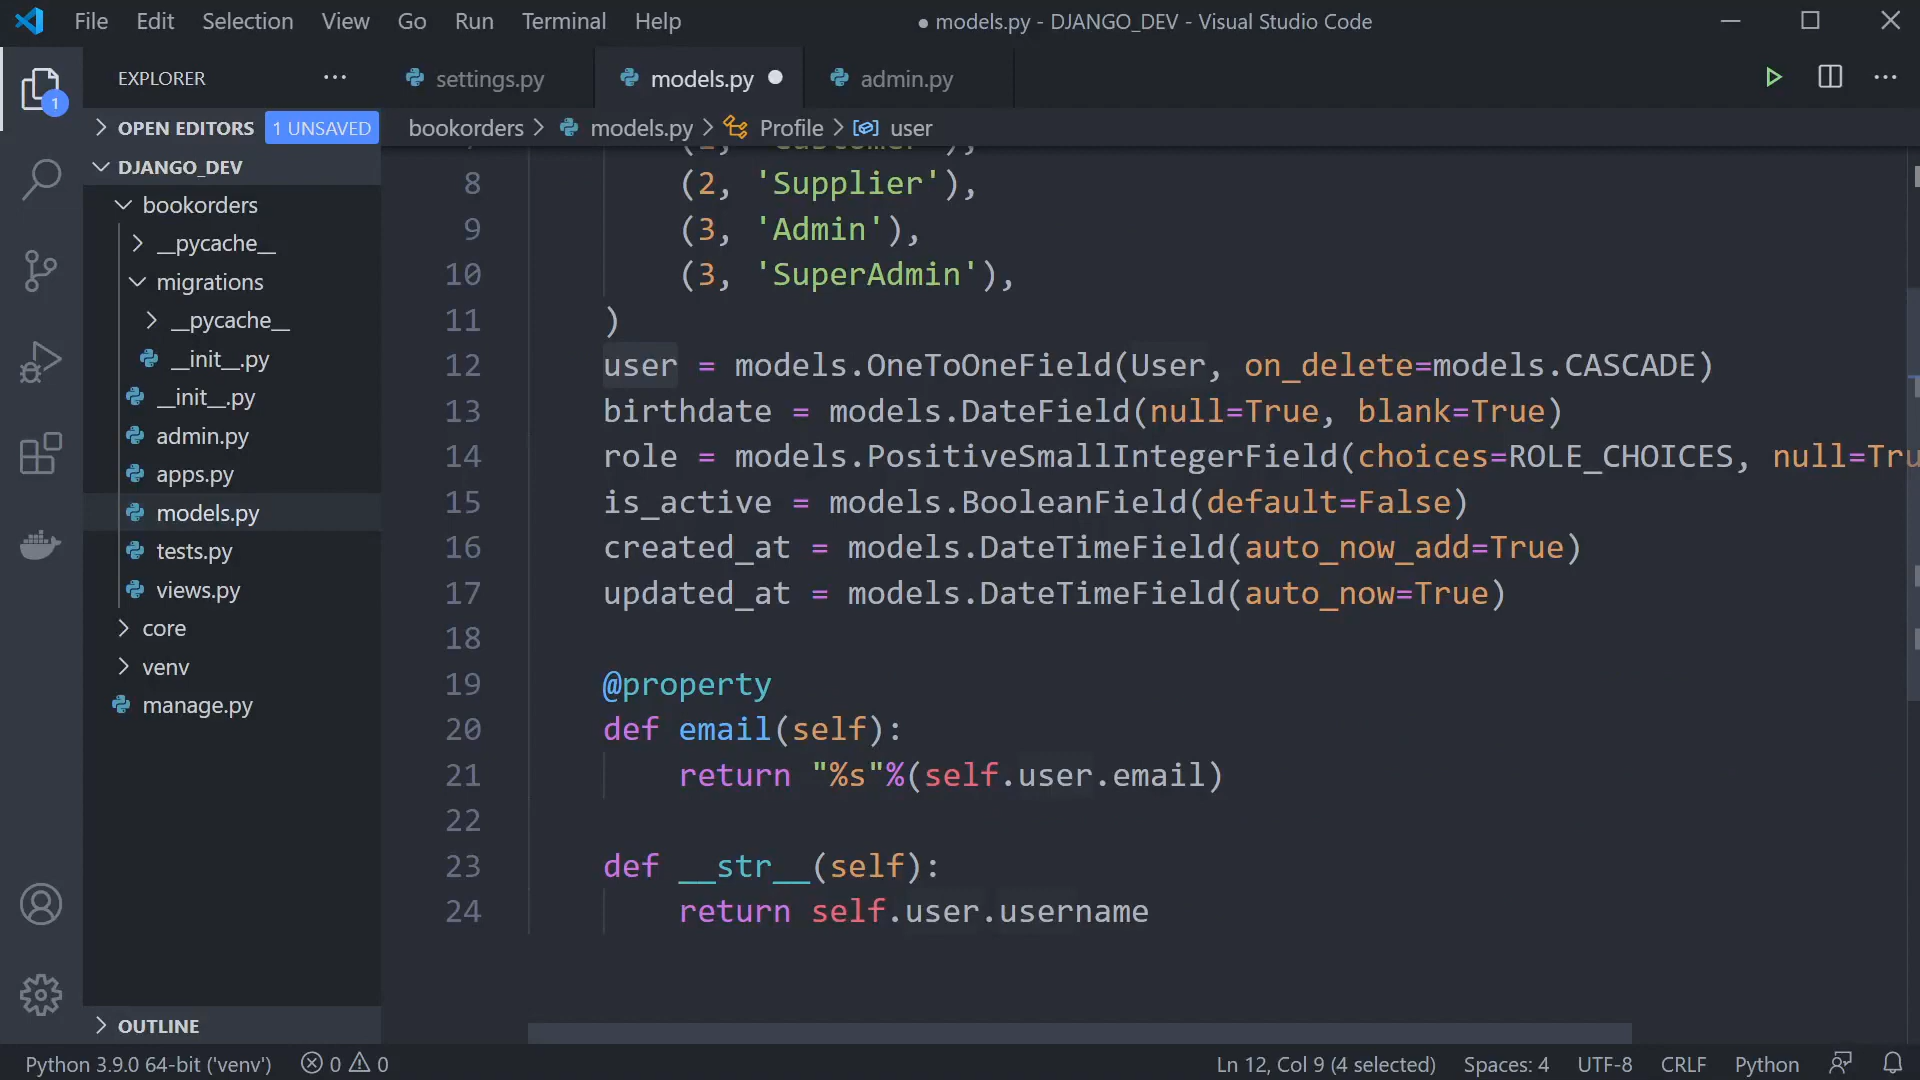 File Edit Selection View Go Run Terminal Help
● models.py - DJANGO_DEV - Visual Studio Code
EXPLORER
settings.py
models.py
admin.py
1
OPEN EDITORS 1 UNSAVED
bookorders > models.py > Profile > user
DJANGO_DEV
bookorders
__pycache__
migrations
__pycache__
__init__.py
__init__.py
admin.py
apps.py
models.py
tests.py
views.py
core
venv
manage.py
OUTLINE
8 (2, 'Supplier'),
9 (3, 'Admin'),
10 (3, 'SuperAdmin'),
11 )
12 user = models.OneToOneField(User, on_delete=models.CASCADE)
13 birthdate = models.DateField(null=True, blank=True)
14 role = models.PositiveSmallIntegerField(choices=ROLE_CHOICES, null=Tru
15 is_active = models.BooleanField(default=False)
16 created_at = models.DateTimeField(auto_now_add=True)
17 updated_at = models.DateTimeField(auto_now=True)
18
19 @property
20 def email(self):
21 return "%s"%(self.user.email)
22
23 def __str__(self):
24 return self.user.username
Python 3.9.0 64-bit ('venv') 0 0 Ln 12, Col 9 (4 selected) Spaces: 4 UTF-8 CRLF Python